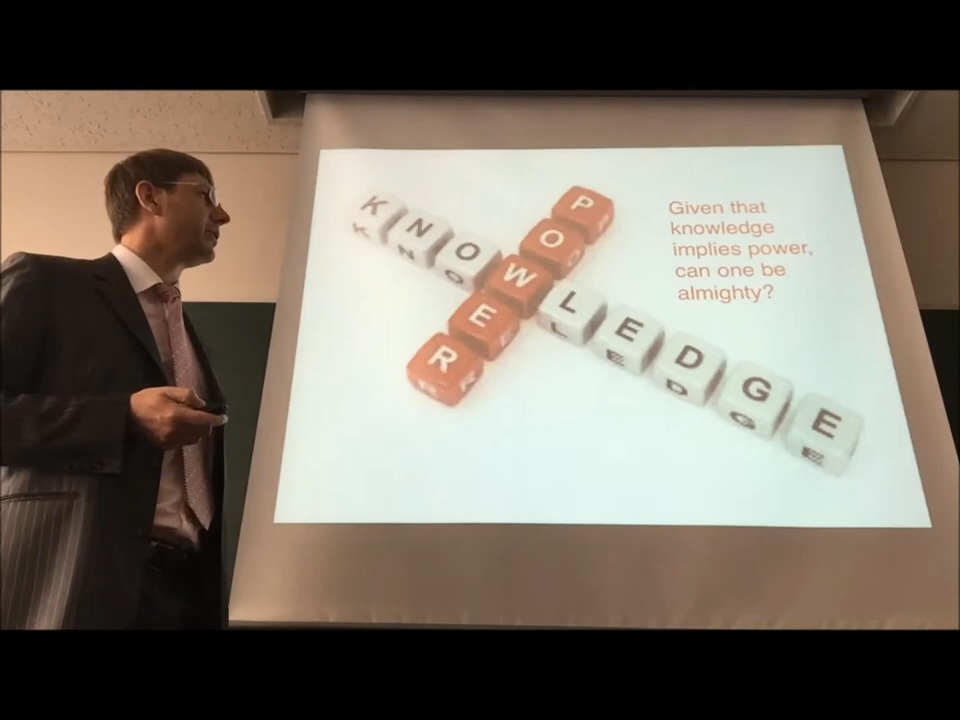 KNOWLEDGE
POWER
Given that
knowledge
implies power,
can one be
almighty?